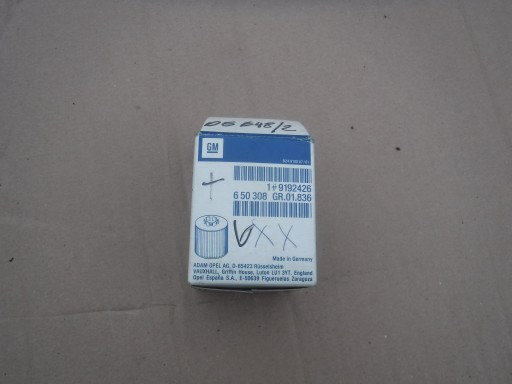 OE 648/2
GM
1 # 9192426
6 50 308 GR.01.836
VXX
Made in Germany
ADAM OPEL AG, D-65423 Rüsselsheim
VAUXHALL, Griffin House, Luton LU1 3YT, England
Opel España S.A., E-50639 Figueruelas Zaragoza